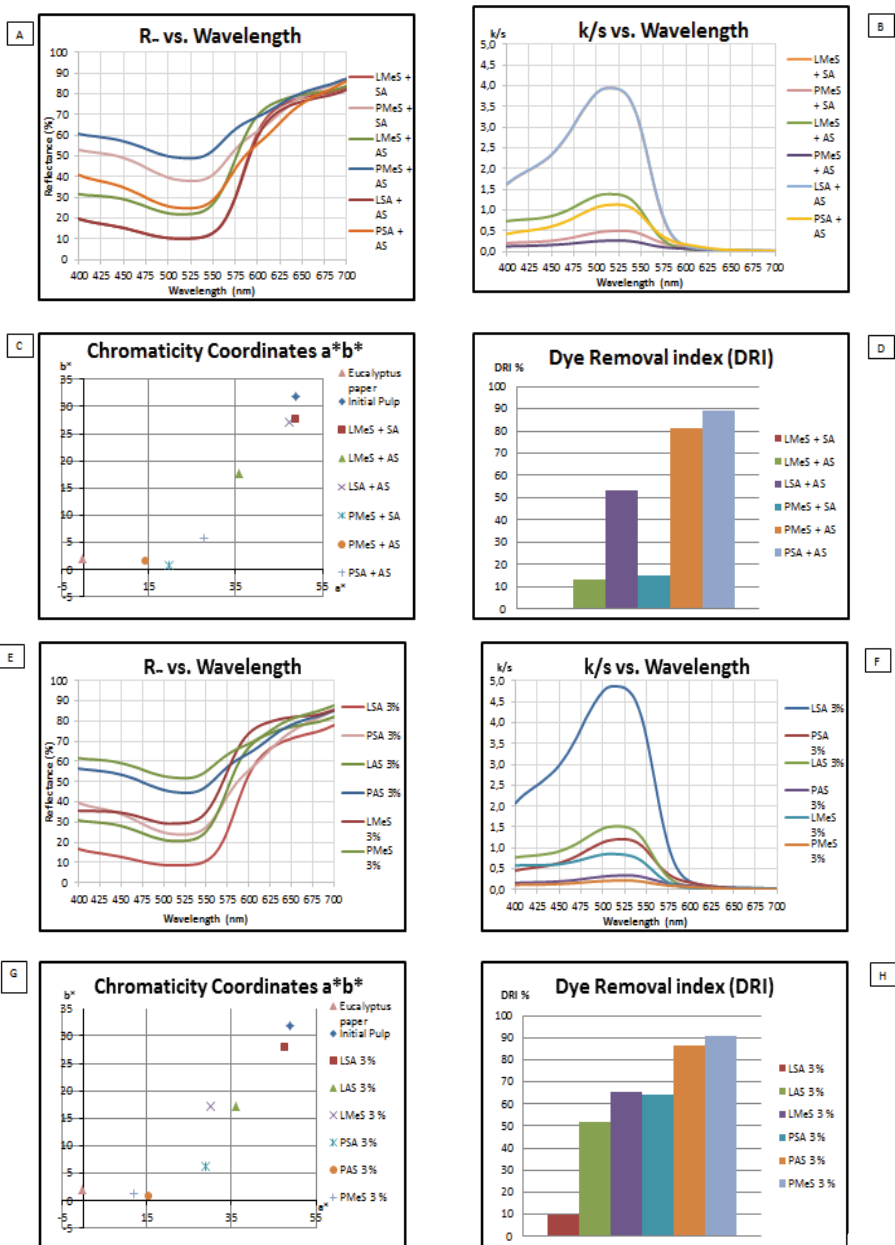 A
R∞ vs. Wavelength
Reflectance (%)
100
90
80
70
60
50
40
30
20
10
0
400 425 450 475 500 525 550 575 600 625 650 675 700
Wavelength (nm)
LMeS + SA
PMeS + SA
LMeS + AS
PMeS + AS
LSA + AS
PSA + AS
B
k/s vs. Wavelength
k/s
5,0
4,5
4,0
3,5
3,0
2,5
2,0
1,5
1,0
0,5
0,0
400 425 450 475 500 525 550 575 600 625 650 675 700
Wavelength (nm)
LMeS + SA
PMeS + SA
LMeS + AS
PMeS + AS
LSA + AS
PSA + AS
C
Chromaticity Coordinates a*b*
b*
35
30
25
20
15
10
5
0
-5
-5 15 35 55
a*
Eucalyptus paper
Initial Pulp
LMeS + SA
LMeS + AS
LSA + AS
PMeS + SA
PMeS + AS
PSA + AS
D
Dye Removal index (DRI)
DRI %
100
90
80
70
60
50
40
30
20
10
0
LMeS + SA
LMeS + AS
LSA + AS
PMeS + SA
PMeS + AS
PSA + AS
E
R∞ vs. Wavelength
Reflectance (%)
100
90
80
70
60
50
40
30
20
10
0
400 425 450 475 500 525 550 575 600 625 650 675 700
Wavelength (nm)
LSA 3%
PSA 3%
LAS 3%
PAS 3%
LMeS 3%
PMeS 3%
F
k/s vs. Wavelength
k/s
5,0
4,5
4,0
3,5
3,0
2,5
2,0
1,5
1,0
0,5
0,0
400 425 450 475 500 525 550 575 600 625 650 675 700
Wavelength (nm)
LSA 3%
PSA 3%
LAS 3%
PAS 3%
LMeS 3%
PMeS 3%
G
Chromaticity Coordinates a*b*
b*
35
30
25
20
15
10
5
0
-5
-5 15 35 55
a*
Eucalyptus paper
Initial Pulp
LSA 3%
LAS 3%
LMeS 3 %
PSA 3%
PAS 3%
PMeS 3 %
H
Dye Removal index (DRI)
DRI %
100
90
80
70
60
50
40
30
20
10
0
LSA 3 %
LAS 3 %
LMeS 3 %
PSA 3 %
PAS 3 %
PMeS 3 %